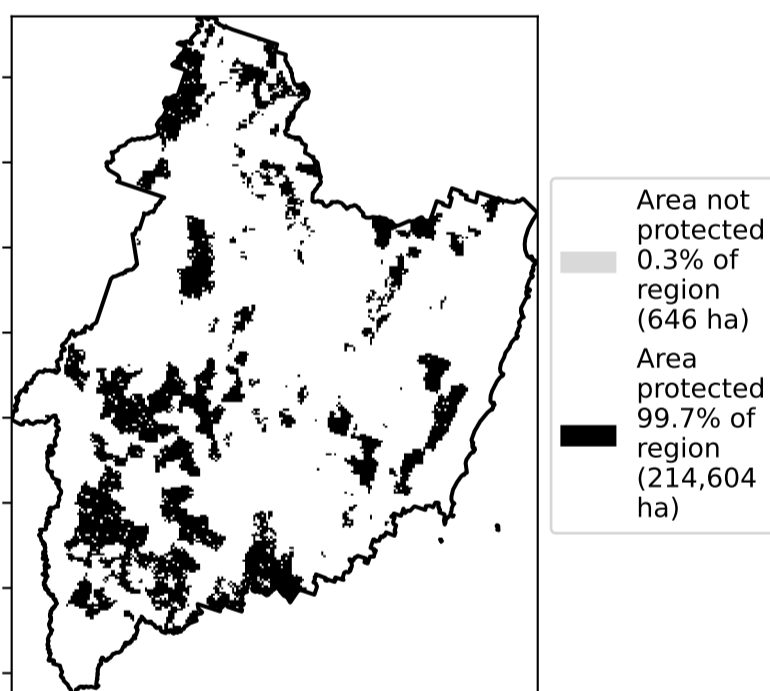 Area not
protected
0.3% of
region
(646 ha)
Area
protected
99.7% of
region
(214,604
ha)